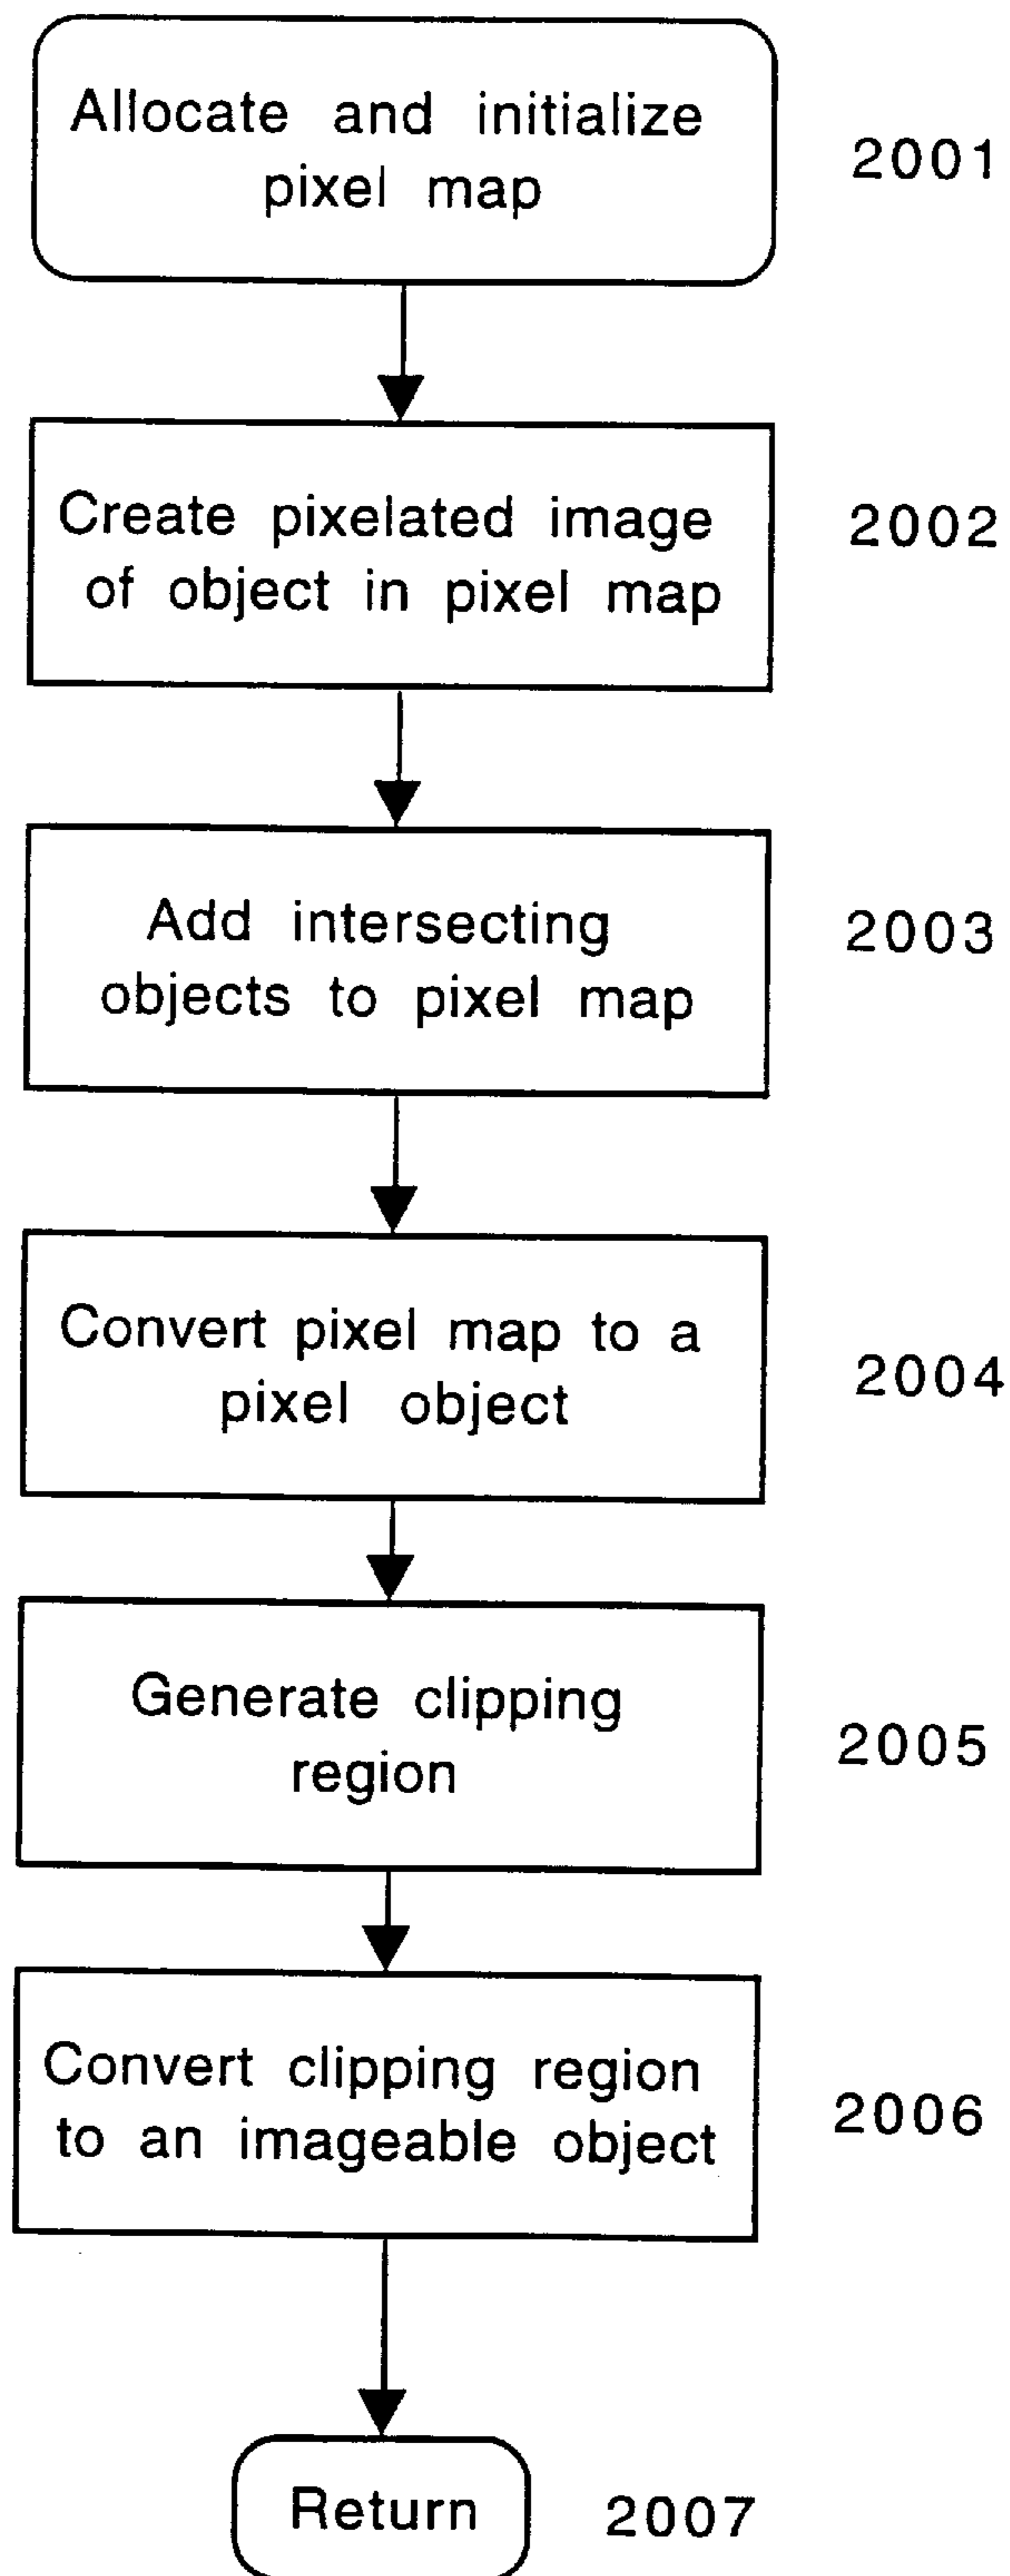 Allocate and initialize
pixel map
2001
Create pixelated image
of object in pixel map
2002
Add intersecting
objects to pixel map
2003
Convert pixel map to a
pixel object
2004
Generate clipping
region
2005
Convert clipping region
to an imageable object
2006
Return
2007